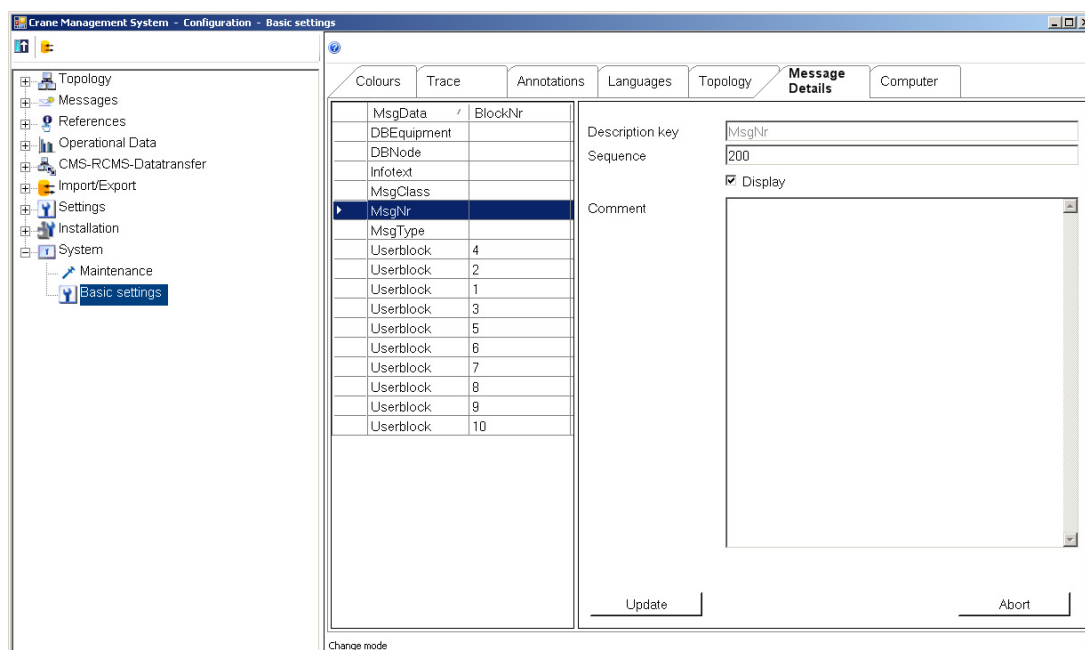 Crane Management System - Configuration - Basic settings
Topology
Messages
References
Operational Data
CMS-RCMS-Datatransfer
Import/Export
Settings
Installation
System
Maintenance
Basic settings
Colours Trace Annotations Languages Topology Message Details Computer
MsgData / BlockNr
DBEquipment
DBNode
Infotext
MsgClass
MsgNr
MsgType
Userblock 4
Userblock 2
Userblock 1
Userblock 3
Userblock 5
Userblock 6
Userblock 7
Userblock 8
Userblock 9
Userblock 10
Description key MsgNr
Sequence 200
Display
Comment
Update Abort
Change mode